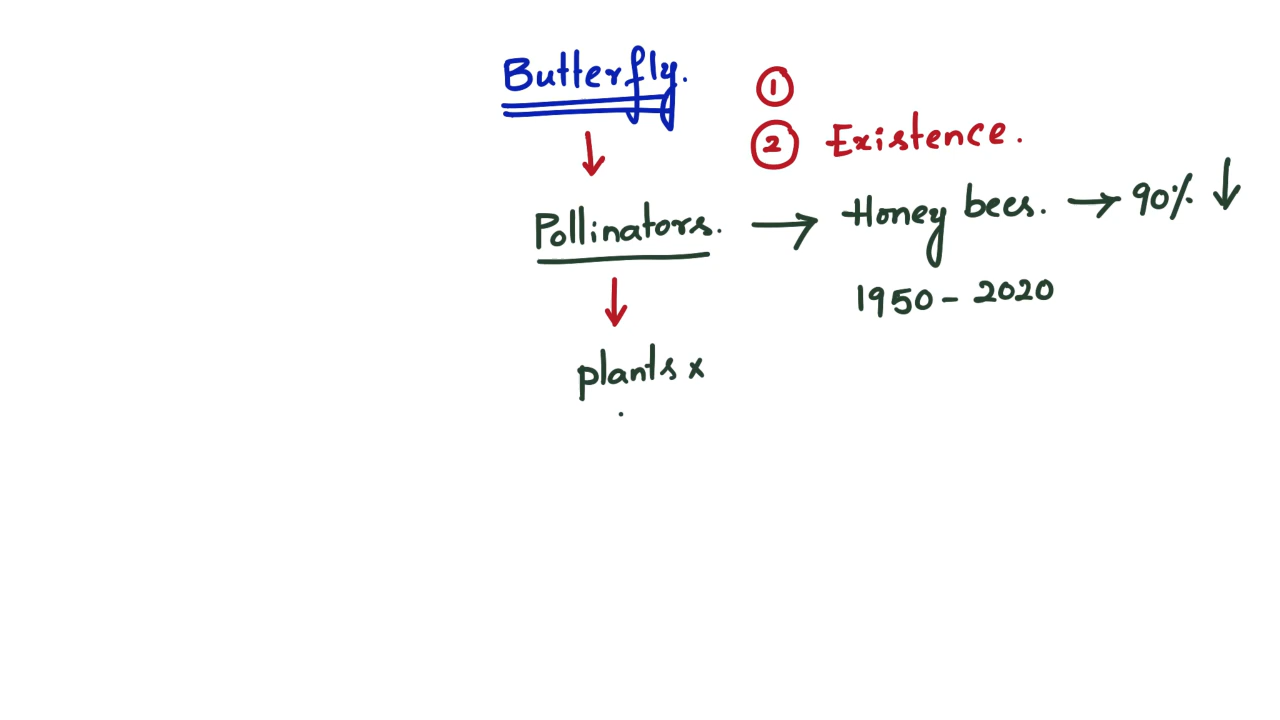 Butterfly.
①
② Existence.
↓
Pollinators. → Honey bees. → 90% ↓
1950 - 2020
↓
plants x